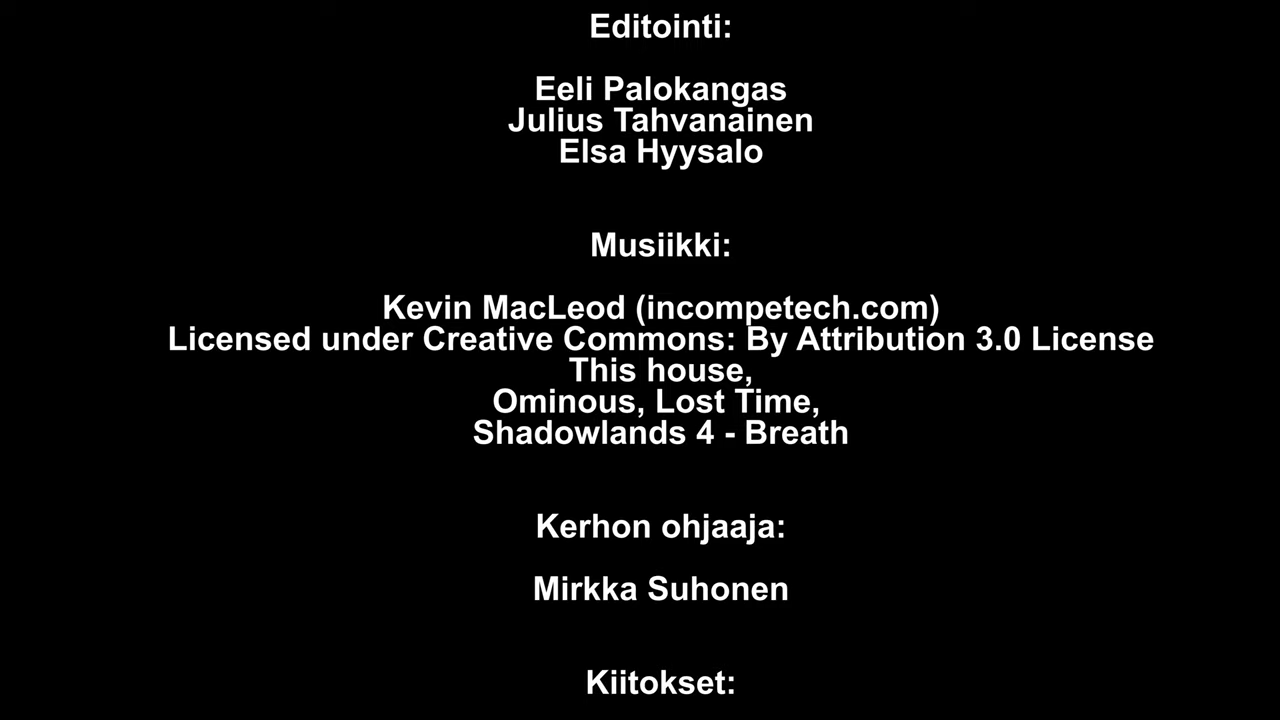 Editointi:
Eeli Palokangas
Julius Tahvanainen
Elsa Hyysalo
Musiikki:
Kevin MacLeod (incompetech.com)
Licensed under Creative Commons: By Attribution 3.0 License
This house,
Ominous, Lost Time,
Shadowlands 4 - Breath
Kerhon ohjaaja:
Mirkka Suhonen
Kiitokset: